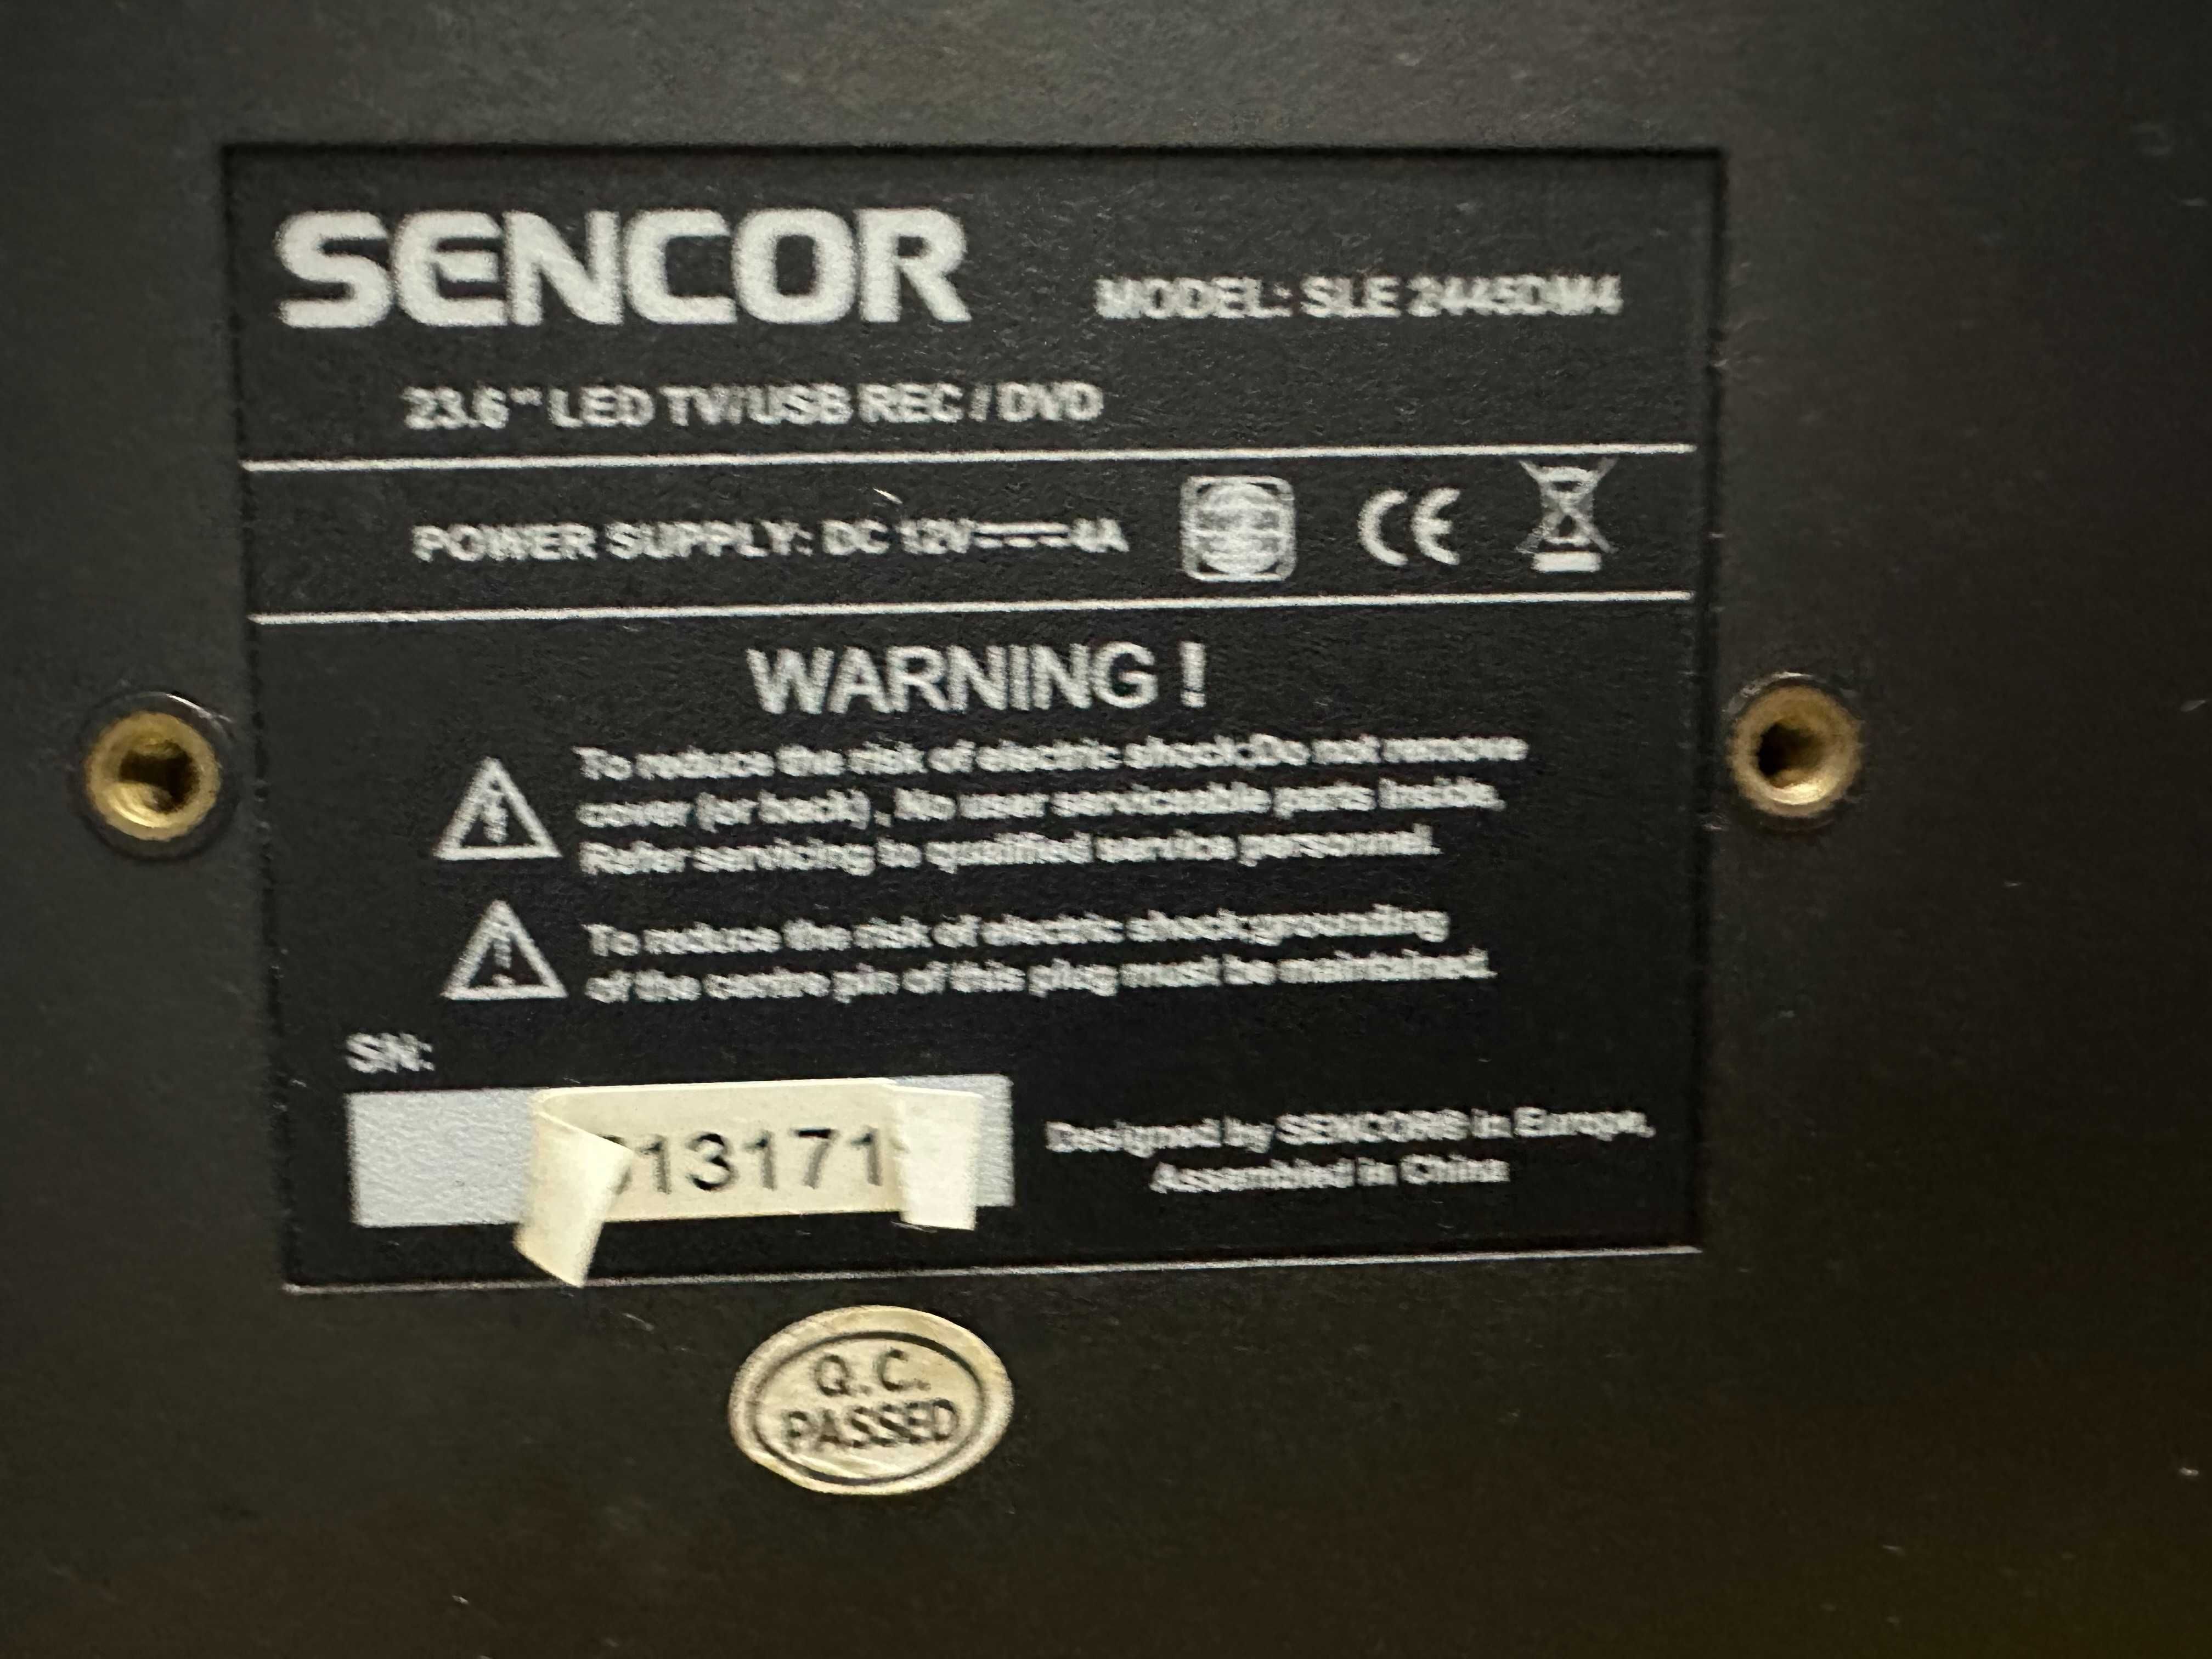 SENCOR
MODEL: SLE 2445DM4
23.6" LED TV/USB REC / DVD
POWER SUPPLY: DC 12V⎓4A
CE
WARNING !
To reduce the risk of electric shock:Do not remove
cover (or back) , No user serviceable parts inside,
Refer servicing to qualified service personnel.
To reduce the risk of electric shock;grounding
of the centre pin of this plug must be maintained.
SN:
13171
Designed by SENCOR® in Europe,
Assembled in China
Q.C.
PASSED